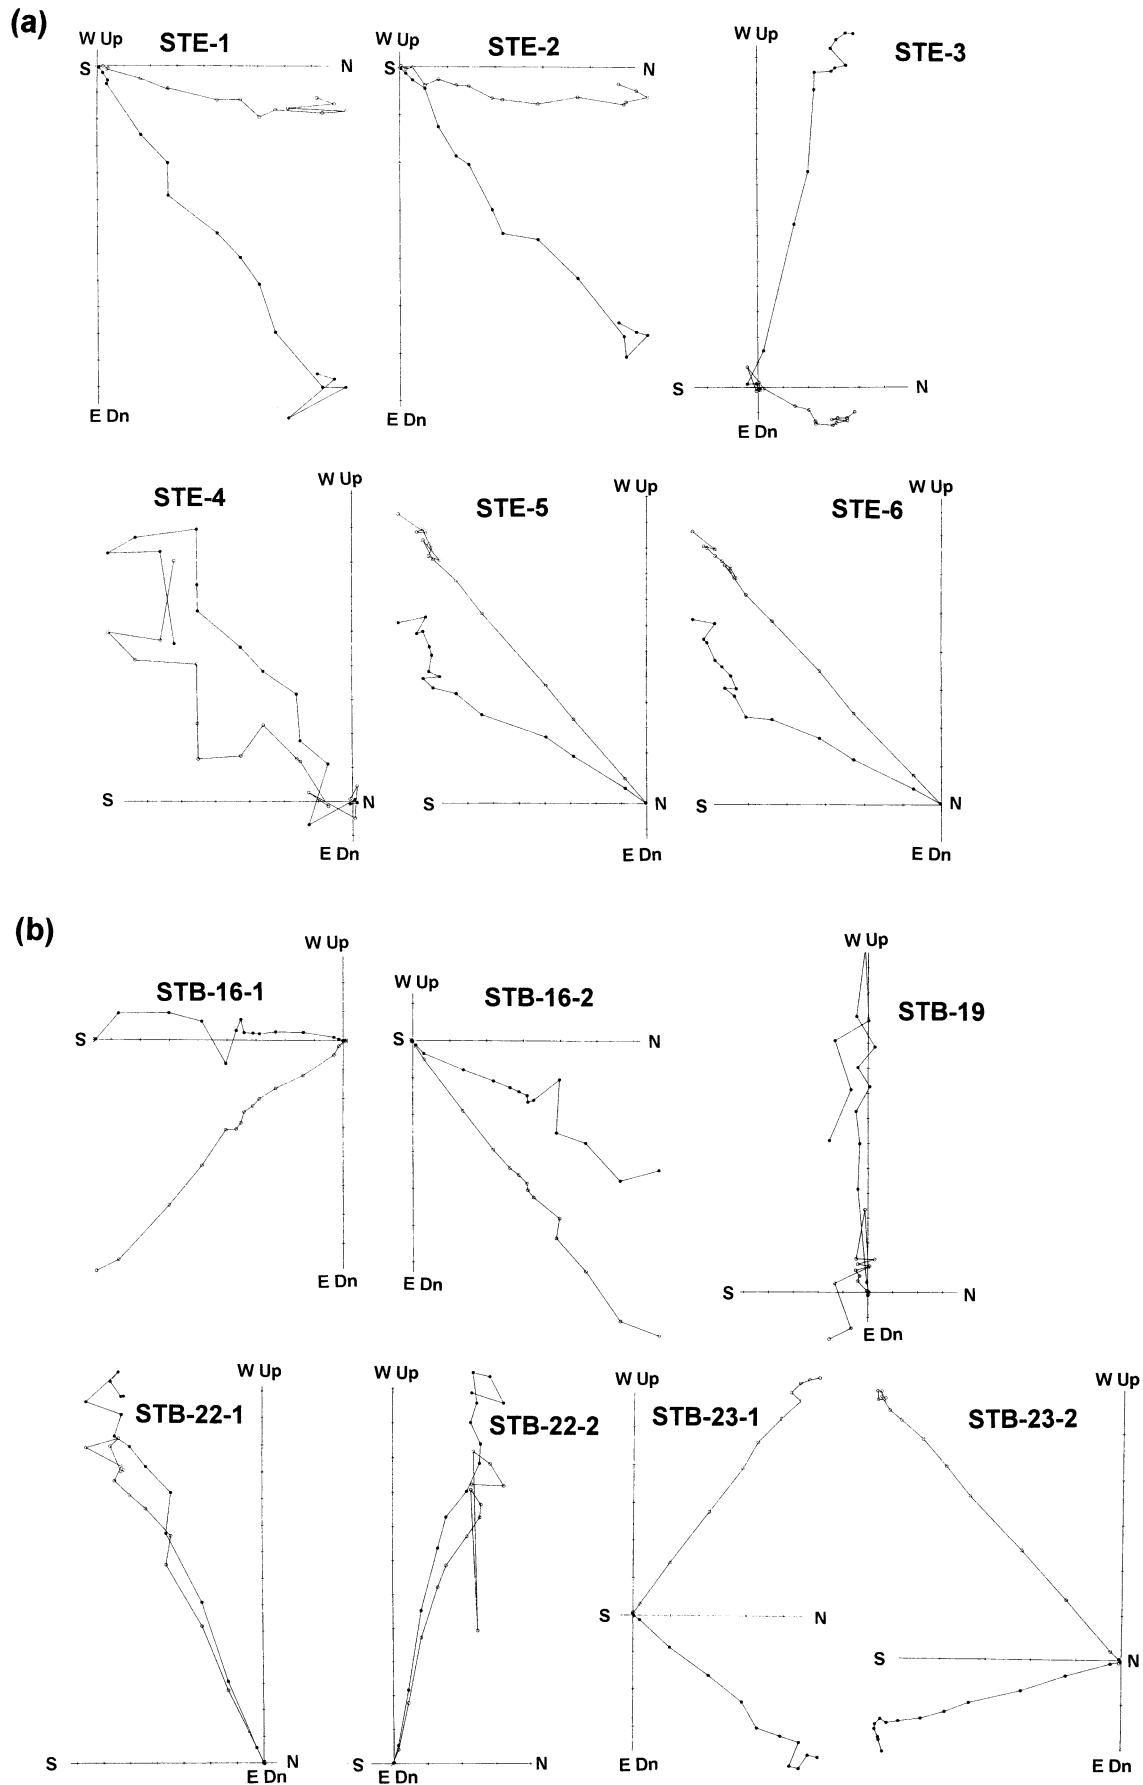 (a)
W Up STE-1
S N
E Dn
W Up STE-2
S N
E Dn
W Up STE-3
S N
E Dn
W Up
STE-4
S N
E Dn
W Up
STE-5
S N
E Dn
W Up
STE-6
S N
E Dn
(b)
W Up
STB-16-1
S
E Dn
W Up
STB-16-2
S N
E Dn
W Up
STB-19
S N
E Dn
W Up
STB-22-1
S N
E Dn
W Up
STB-22-2
S N
E Dn
W Up
STB-23-1
S N
E Dn
W Up
STB-23-2
S N
E Dn